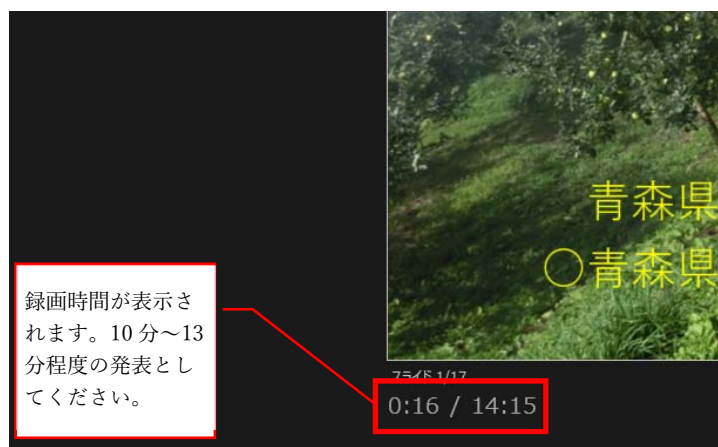 青森県
○青森県
録画時間が表示さ
れます。10 分～13
分程度の発表とし
てください。
スライド 1/17
0:16 / 14:15